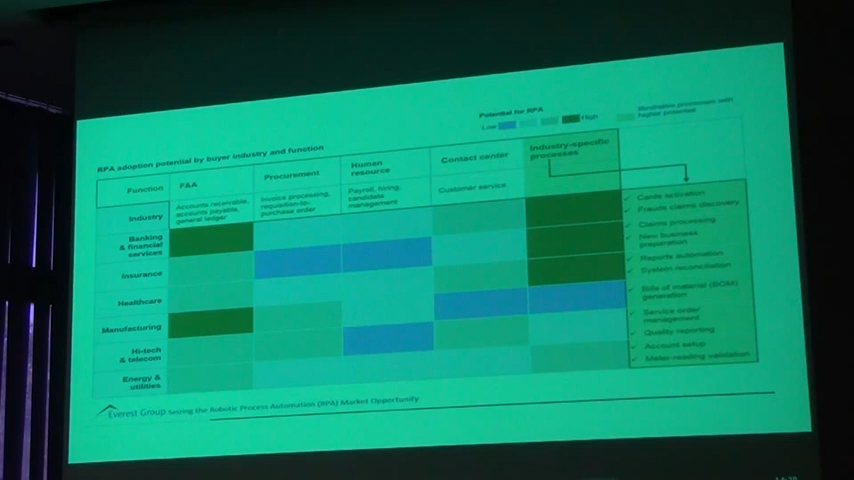 Potential for RPA
Low
High
Illustrative processes with
higher potential
RPA adoption potential by buyer industry and function
Function
F&A
Procurement
Human
resource
Contact center
Industry-specific
processes
Industry
Accounts receivable,
accounts payable,
general ledger
Invoice processing,
requisition-to-
purchase order
Payroll, hiring,
candidate
management
Customer service
Banking
& financial
services
Insurance
Healthcare
Manufacturing
Hi-tech
& telecom
Energy &
utilities
Cards activation
Frauds claims discovery
Claims processing
New business
preparation
Reports automation
System reconciliation
Bills of material (BOM)
generation
Service order
management
Quality reporting
Account setup
Meter-reading validation
Everest Group Seizing the Robotic Process Automation (RPA) Market Opportunity